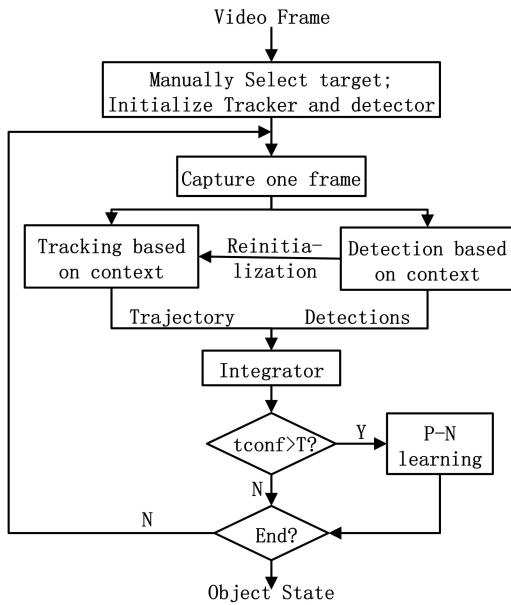 Video Frame
Manually Select target;
Initialize Tracker and detector
Capture one frame
Tracking based
on context
Reinitia-
lization
Detection based
on context
Trajectory
Detections
Integrator
tconf>T?
Y
P-N
learning
N
N
End?
Object State